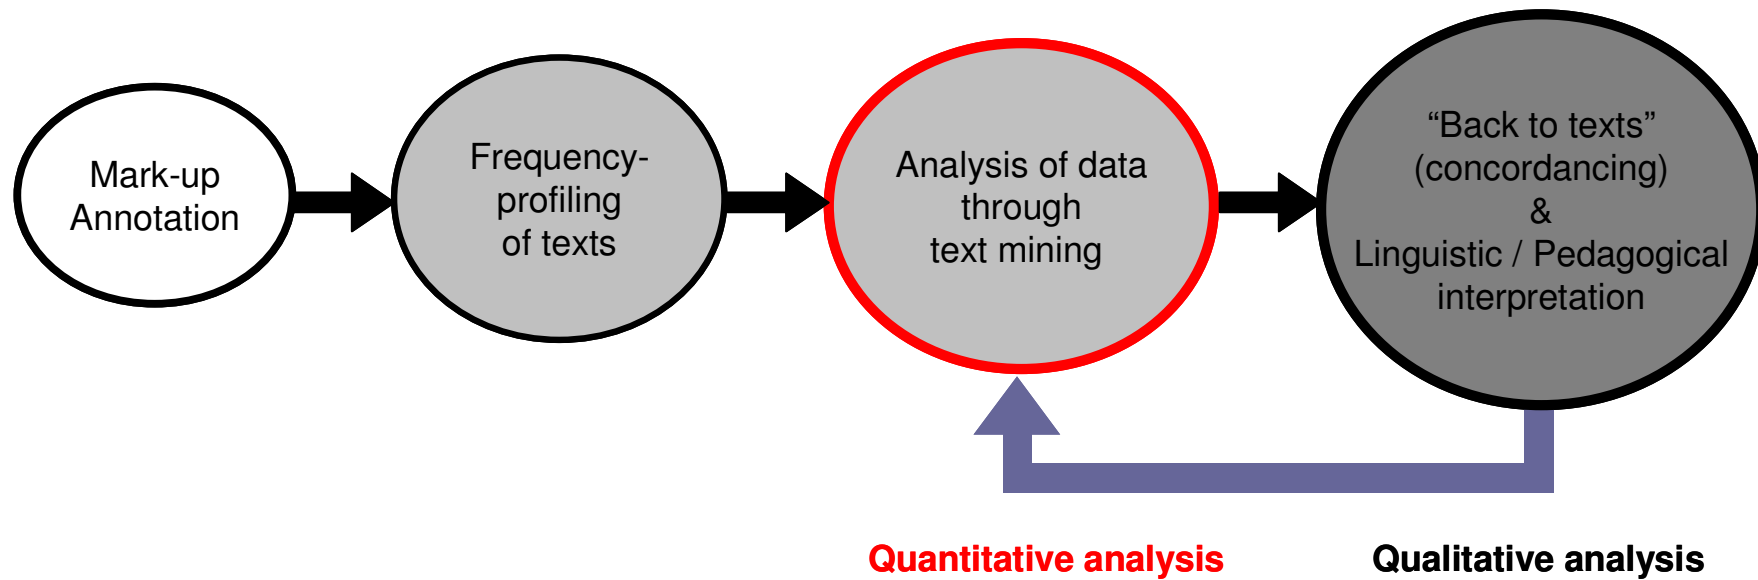 Mark-up
Annotation
Frequency-
profiling
of texts
Analysis of data
through
text mining
“Back to texts”
(concordancing)
&
Linguistic / Pedagogical
interpretation
Quantitative analysis
Qualitative analysis